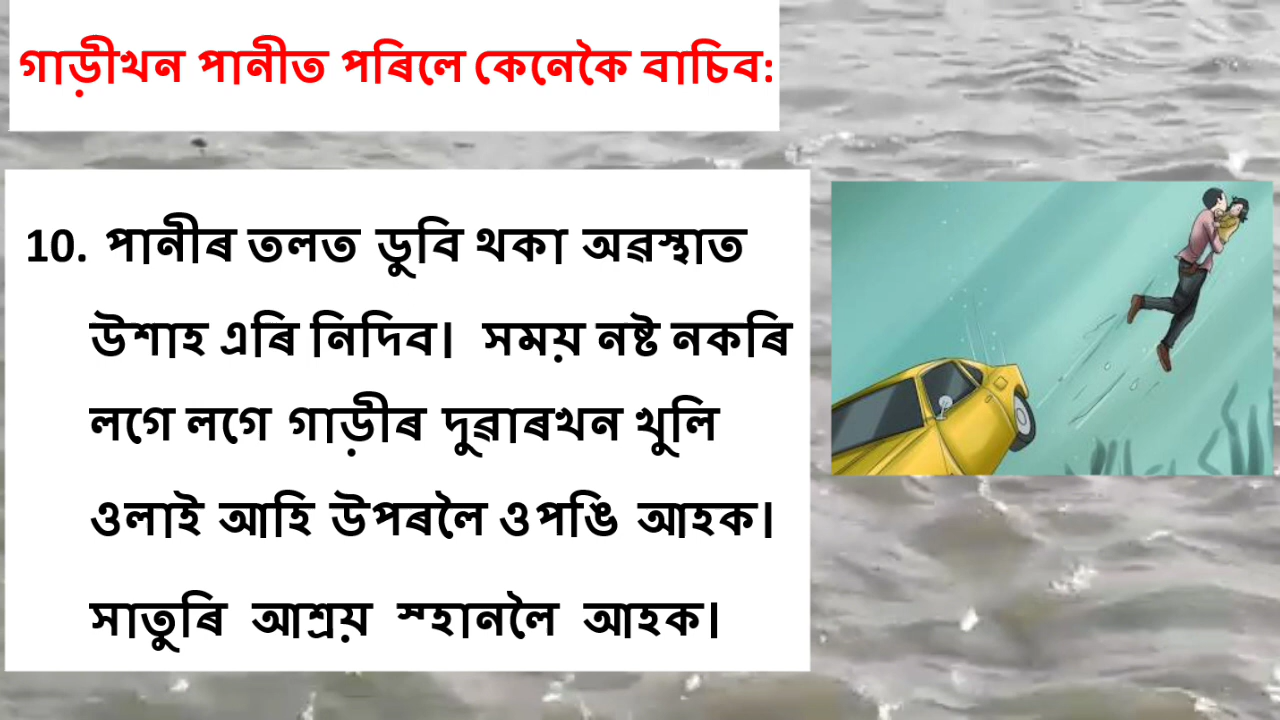 গাড়ীখন পানীত পৰিলে কেনেকৈ বাচিব:
10. পানীৰ তলত ডুবি থকা অৱস্থাত
উশাহ এৰি নিদিব। সময় নষ্ট নকৰি
লগে লগে গাড়ীৰ দুৱাৰখন খুলি
ওলাই আহি উপৰলৈ ওপঙি আহক।
সাতুৰি আশ্ৰয় স্হানলৈ আহক।